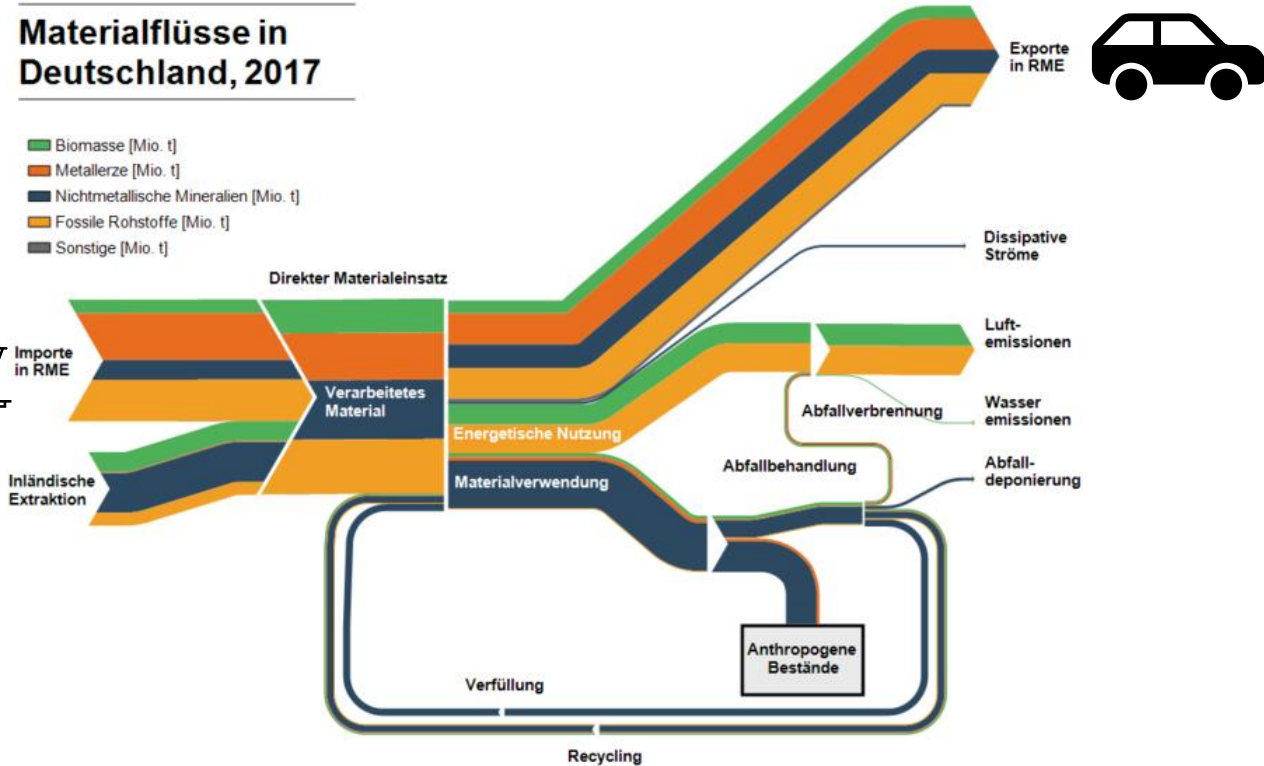 Materialflüsse in
Deutschland, 2017
Biomasse [Mio. t]
Metallerze [Mio. t]
Nichtmetallische Mineralien [Mio. t]
Fossile Rohstoffe [Mio. t]
Sonstige [Mio. t]
Direkter Materialeinsatz
Importe
in RME
Inländische
Extraktion
Verarbeitetes
Material
Energetische Nutzung
Materialverwendung
Exporte
in RME
Dissipative
Ströme
Luft-
emissionen
Wasser
emissionen
Abfallverbrennung
Abfallbehandlung
Abfall-
deponierung
Anthropogene
Bestände
Verfüllung
Recycling